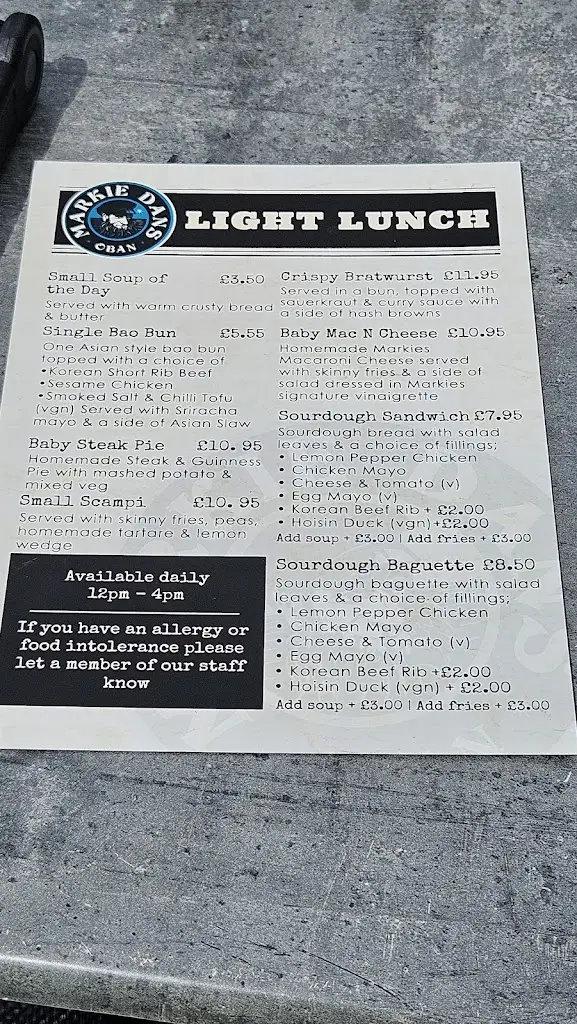 MARKIE DANS
OBAN
LIGHT LUNCH
Small Soup of £3.50
the Day
Served with warm crusty bread
& butter
Single Bao Bun £5.55
One Asian style bao bun
topped with a choice of
•Korean Short Rib Beef
•Sesame Chicken
•Smoked Salt & Chilli Tofu
(vgn) Served with Sriracha
mayo & a side of Asian Slaw
Baby Steak Pie £10.95
Homemade Steak & Guinness
Pie with mashed potato &
mixed veg
Small Scampi £10.95
Served with skinny fries, peas,
homemade tartare & lemon
wedge
Available daily
12pm - 4pm
If you have an allergy or
food intolerance please
let a member of our staff
know
Crispy Bratwurst £11.95
Served in a bun, topped with
sauerkraut & curry sauce with
a side of hash browns
Baby Mac N Cheese £10.95
Homemade Markies
Macaroni Cheese served
with skinny fries & a side of
salad dressed in Markies
signature vinaigrette
Sourdough Sandwich £7.95
Sourdough bread with salad
leaves & a choice of fillings;
• Lemon Pepper Chicken
• Chicken Mayo
• Cheese & Tomato (v)
• Egg Mayo (v)
• Korean Beef Rib + £2.00
• Hoisin Duck (vgn) +£2.00
Add soup + £3.00 | Add fries + £3.00
Sourdough Baguette £8.50
Sourdough baguette with salad
leaves & a choice of fillings;
• Lemon Pepper Chicken
• Chicken Mayo
• Cheese & Tomato (v)
• Egg Mayo (v)
• Korean Beef Rib +£2.00
• Hoisin Duck (vgn) + £2.00
Add soup + £3.00 | Add fries + £3.00